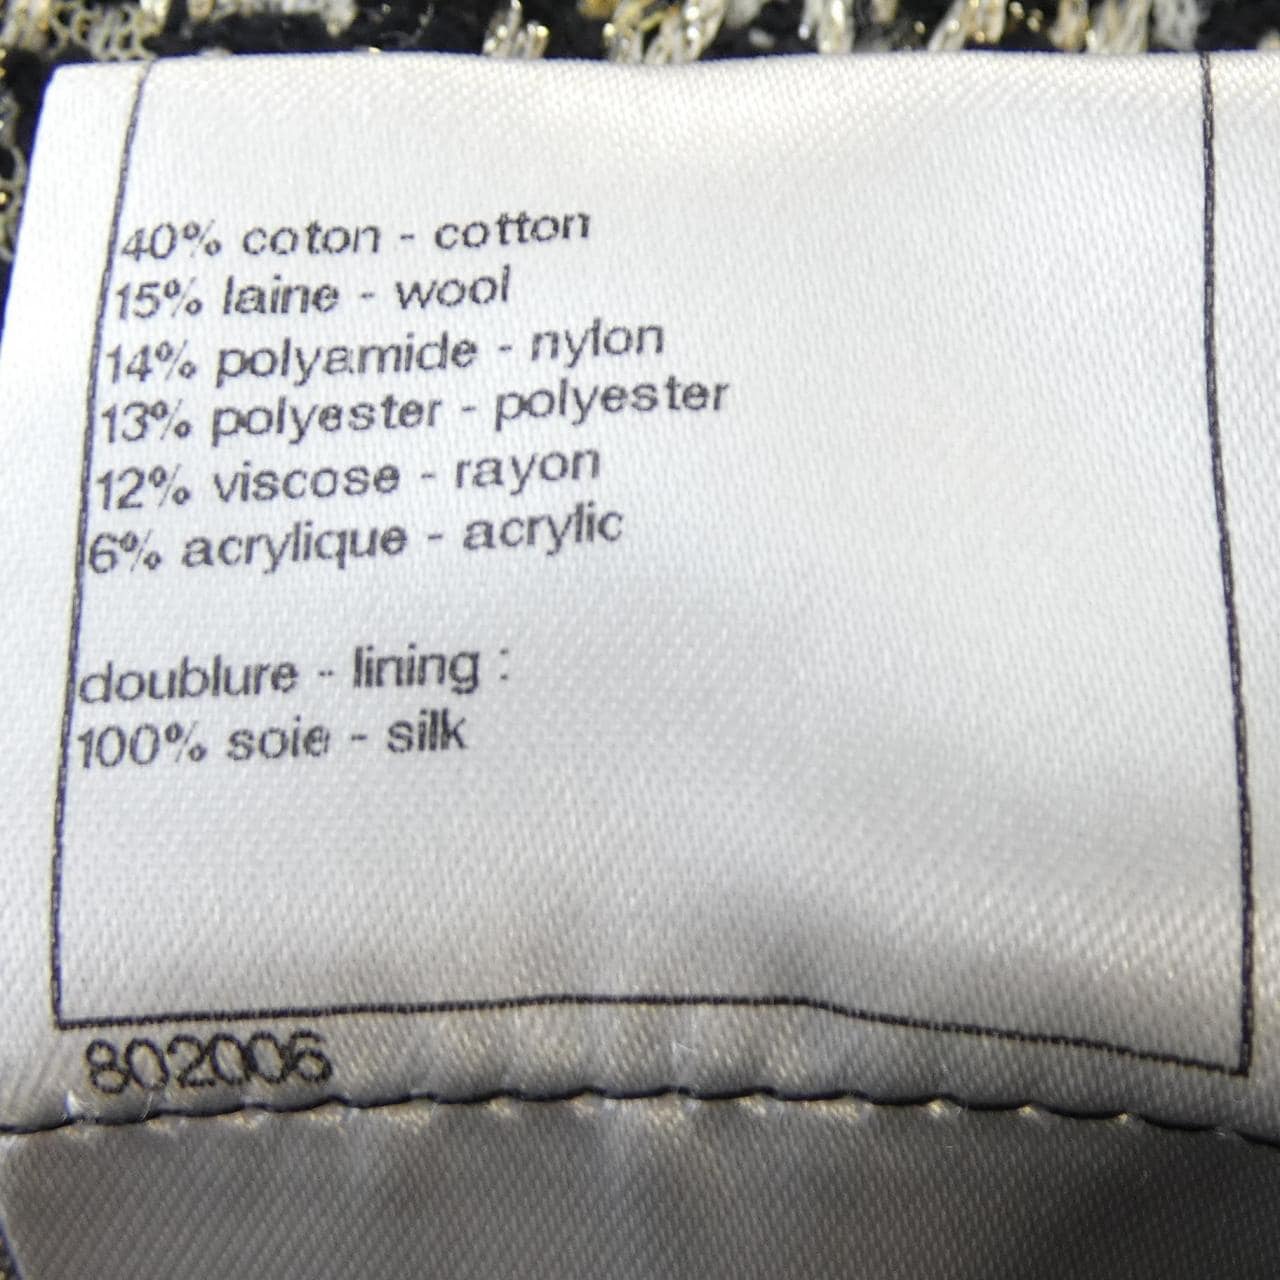 40% coton - cotton
15% laine - wool
14% polyamide - nylon
13% polyester - polyester
12% viscose - rayon
6% acrylique - acrylic
doublure - lining :
100% soie - silk
802006